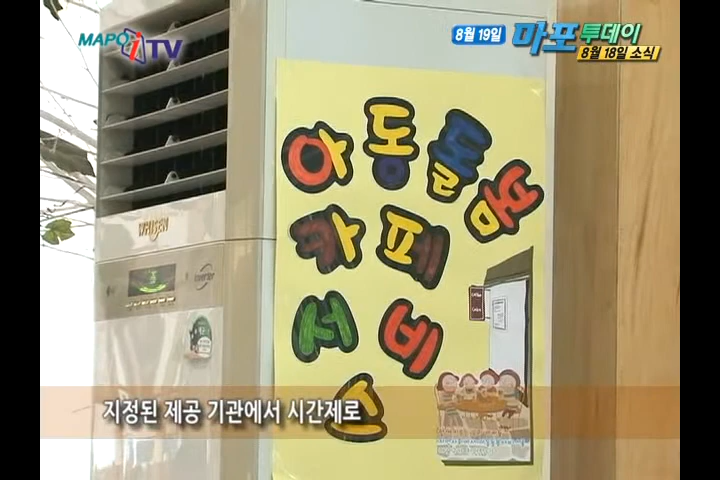 MAPO iTV
8월 19일 마포 투데이
8월 18일 소식
아동돌봄
카페
서비스
WHISEN
inverter
지정된 제공 기관에서 시간제로